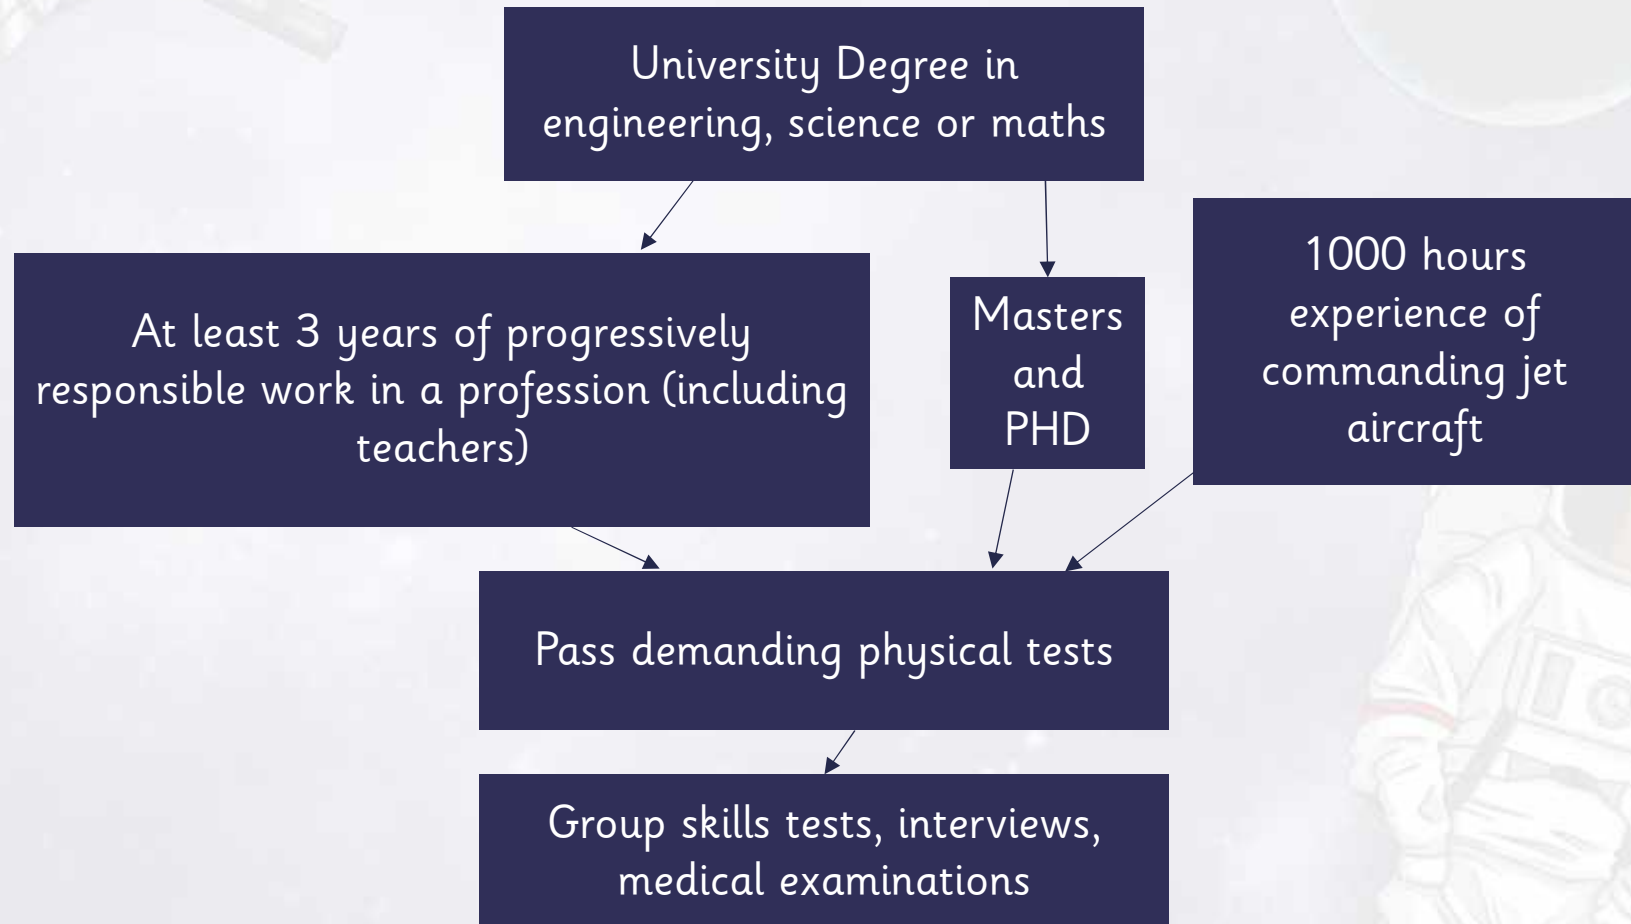 University Degree in
engineering, science or maths
At least 3 years of progressively
responsible work in a profession (including
teachers)
Masters
and
PHD
1000 hours
experience of
commanding jet
aircraft
Pass demanding physical tests
Group skills tests, interviews,
medical examinations